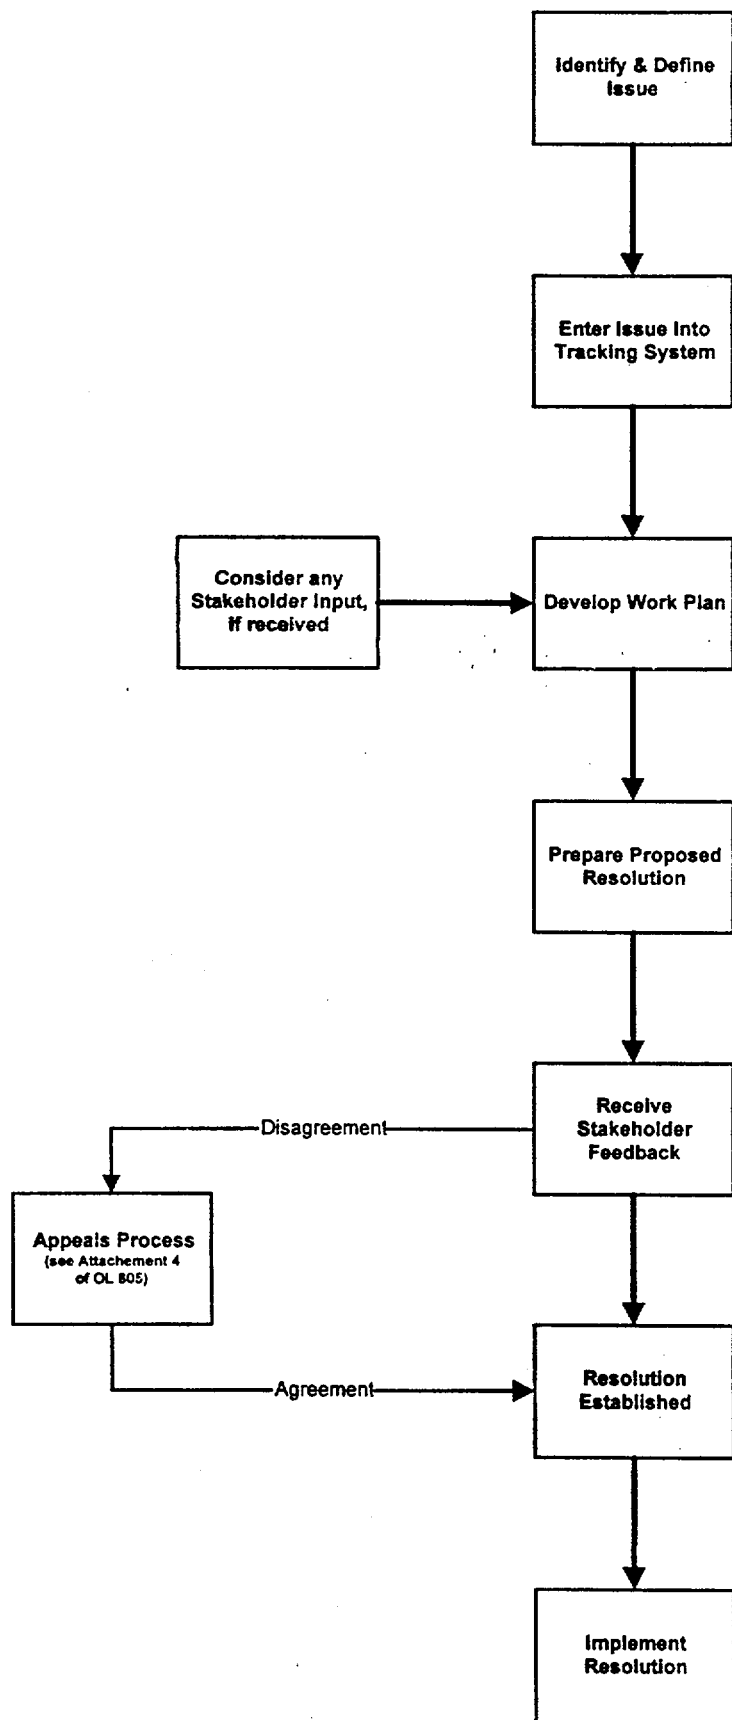 Identify & Define
Issue
Enter Issue Into
Tracking System
Consider any
Stakeholder Input,
if received
Develop Work Plan
Prepare Proposed
Resolution
Receive
Stakeholder
Feedback
Disagreement
Appeals Process
(see Attachement 4
of OL 805)
Agreement
Resolution
Established
Implement
Resolution